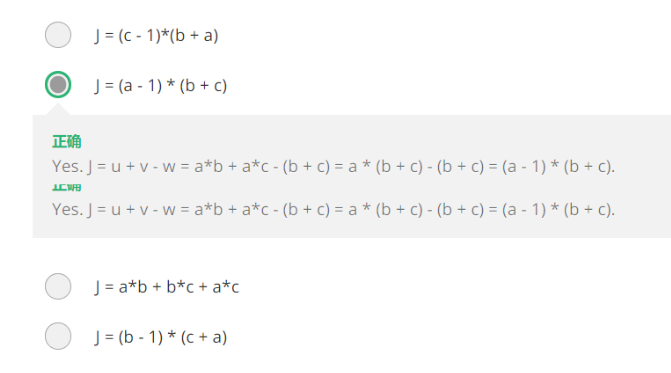 J = (c - 1)*(b + a)
J = (a - 1) * (b + c)
正确
Yes. J = u + v - w = a*b + a*c - (b + c) = a * (b + c) - (b + c) = (a - 1) * (b + c).
正确
Yes. J = u + v - w = a*b + a*c - (b + c) = a * (b + c) - (b + c) = (a - 1) * (b + c).
J = a*b + b*c + a*c
J = (b - 1) * (c + a)